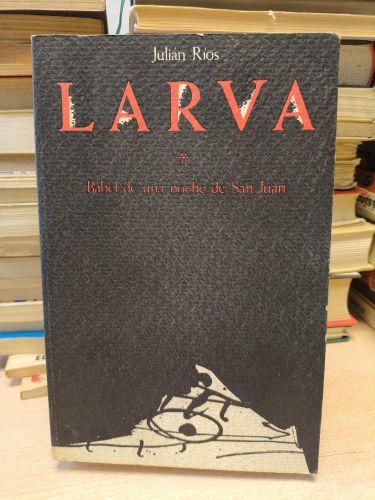 Julián Ríos
LARVA
*
Babel de una noche de San Juan